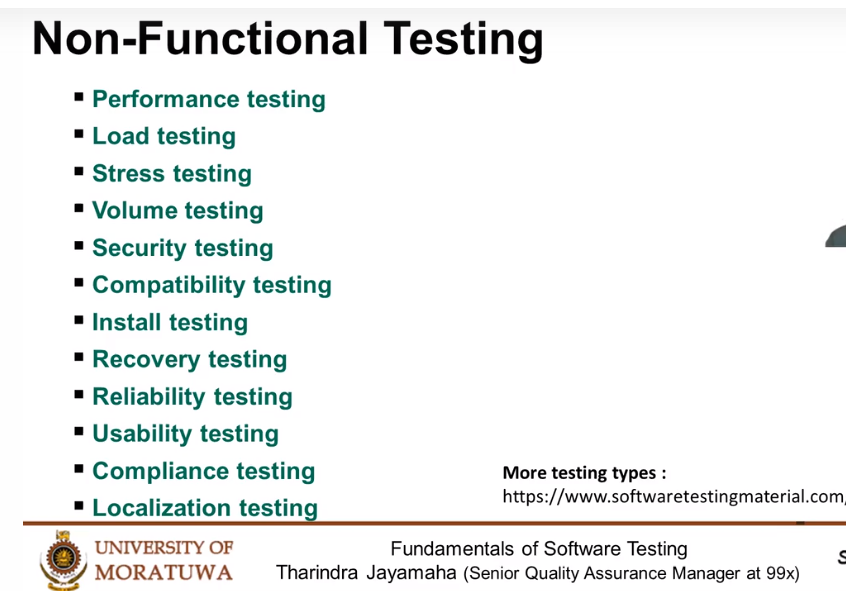 Non-Functional Testing
Performance testing
Load testing
Stress testing
Volume testing
Security testing
Compatibility testing
Install testing
Recovery testing
Reliability testing
Usability testing
Compliance testing
Localization testing
More testing types :
https://www.softwaretestingmaterial.com/
UNIVERSITY OF
MORATUWA
Fundamentals of Software Testing
Tharindra Jayamaha (Senior Quality Assurance Manager at 99x)
S